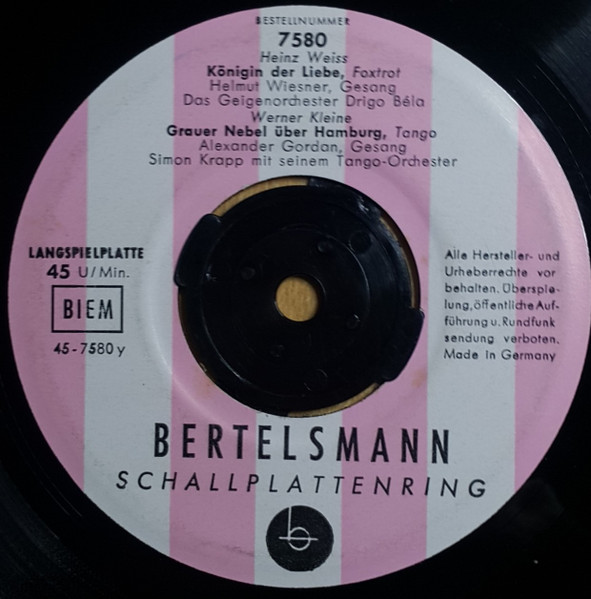 BESTELLNUMMER
7580
Heinz Weiss
Königin der Liebe, Foxtrot
Helmut Wiesner, Gesang
Das Geigenorchester Drigo Béla
Werner Kleine
Grauer Nebel über Hamburg, Tango
Alexander Gordan, Gesang
Simon Krapp mit seinem Tango-Orchester
LANGSPIELPLATTE
45 U/Min.
BIEM
45-7580 y
Alle Hersteller- und
Urheberrechte vor
behalten. Überspie-
lung, öffentliche Auf-
führung u. Rundfunk
sendung verboten.
Made in Germany
BERTELSMANN
SCHALLPLATTENRING
b